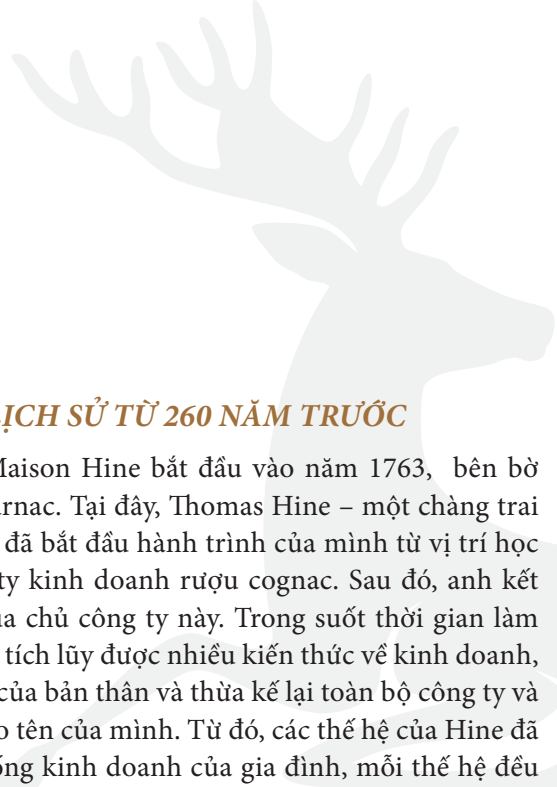 LỊCH SỬ TỪ 260 NĂM TRƯỚC
Maison Hine bắt đầu vào năm 1763, bên bờ
rnac. Tại đây, Thomas Hine – một chàng trai
đã bắt đầu hành trình của mình từ vị trí học
ty kinh doanh rượu cognac. Sau đó, anh kết
chủ công ty này. Trong suốt thời gian làm
tích lũy được nhiều kiến thức về kinh doanh,
của bản thân và thừa kế lại toàn bộ công ty và
tên của mình. Từ đó, các thế hệ của Hine đã
kinh doanh của gia đình, mỗi thế hệ đều